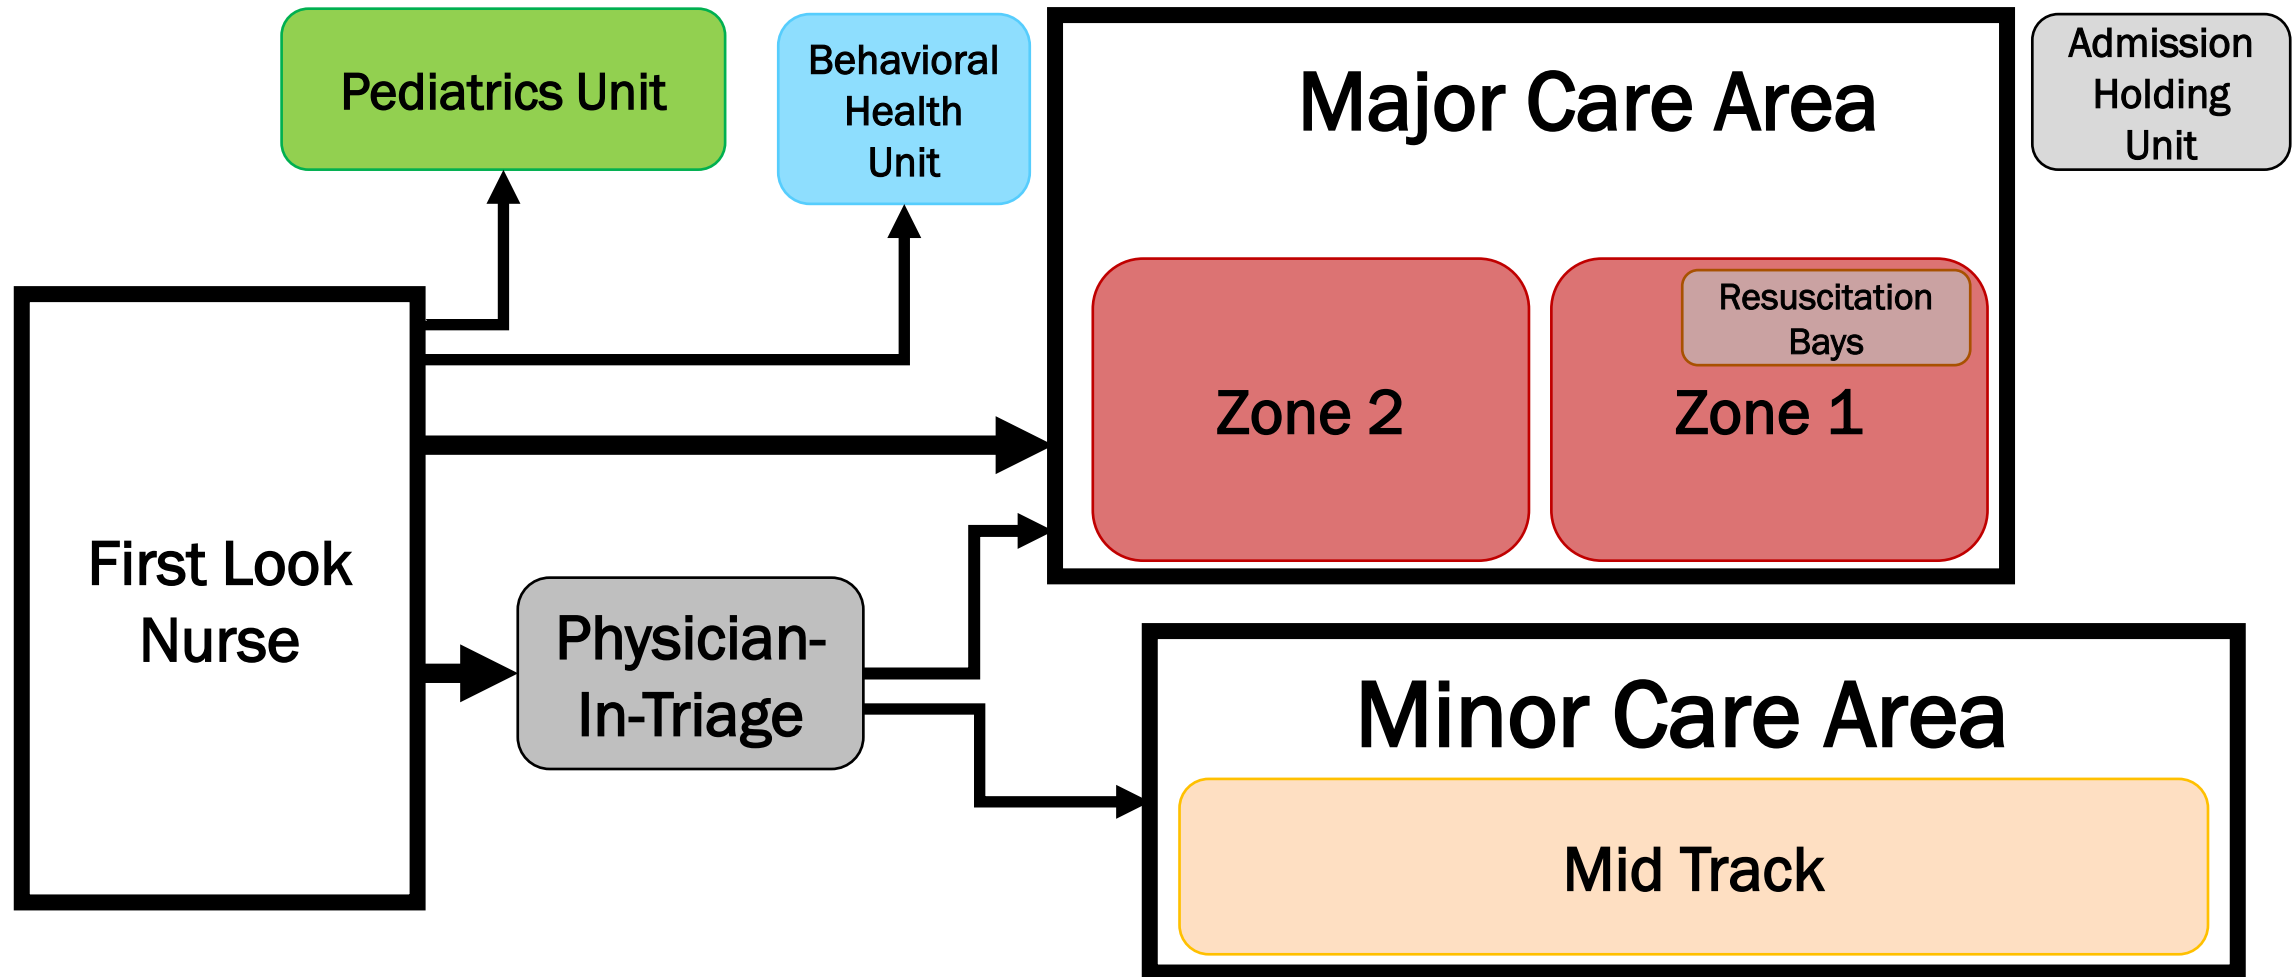 Pediatrics Unit
Behavioral
Health
Unit
Major Care Area
Admission
Holding
Unit
Resuscitation
Bays
Zone 2
Zone 1
First Look
Nurse
Physician-
In-Triage
Minor Care Area
Mid Track